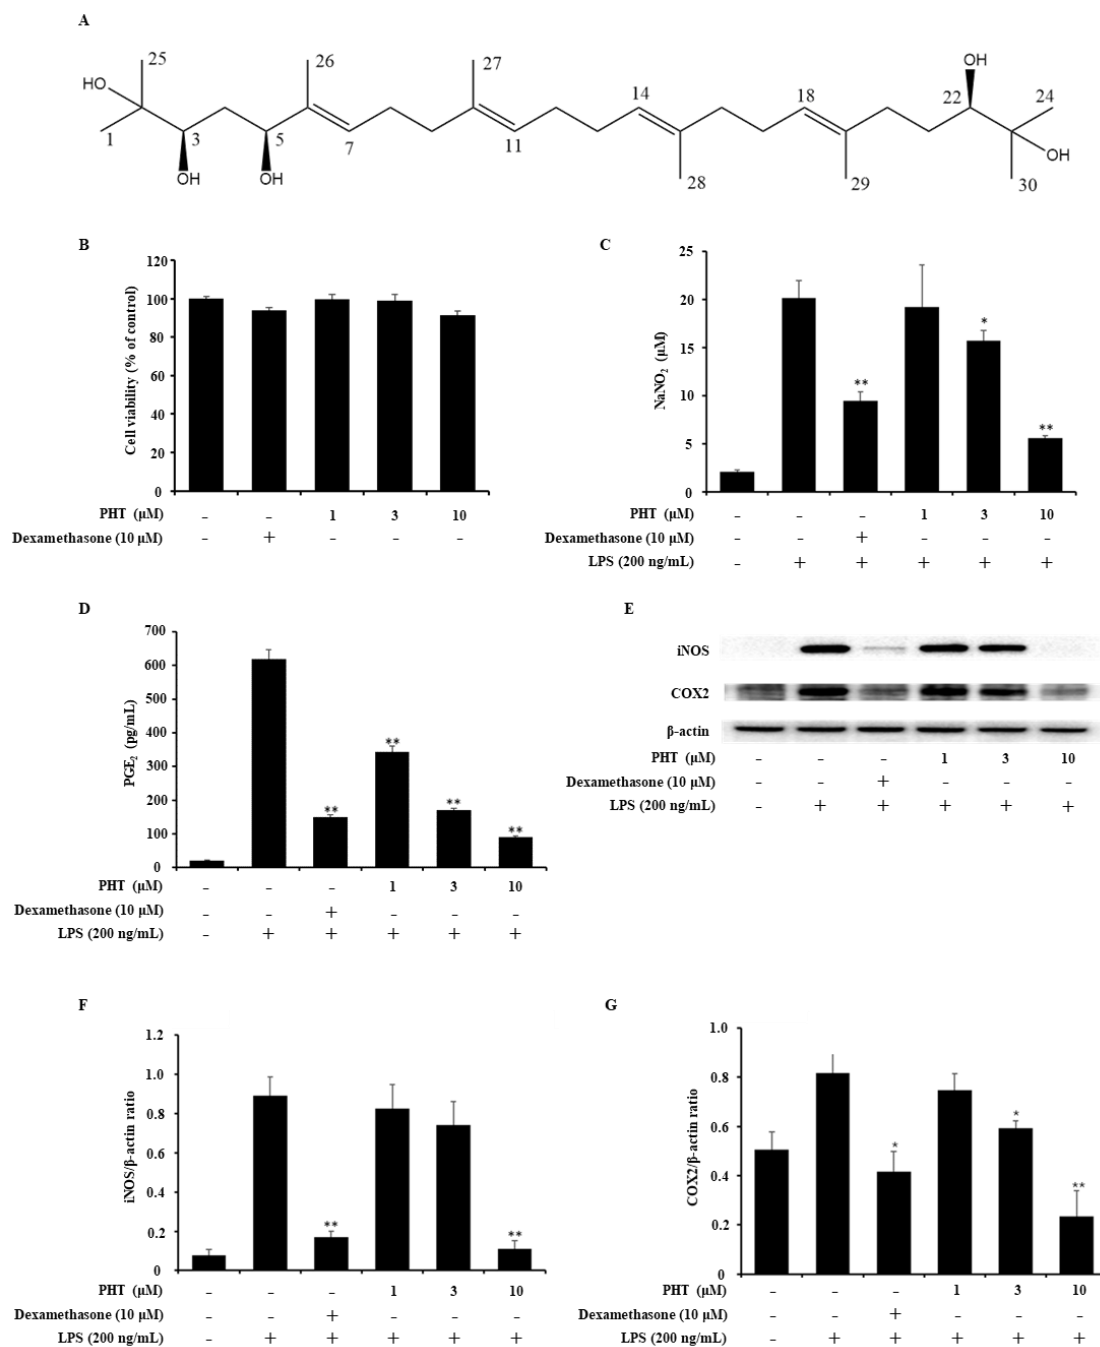 A
25
26
27
OH
HO
14
18
22
24
1
3
5
7
11
OH
OH
OH
28
29
30
B
Cell viability (% of control)
120
100
80
60
40
20
0
PHT (μM) - - 1 3 10
Dexamethasone (10 μM) - + - - -
C
NaNO2 (μM)
25
20
15
10
5
0
**
*
**
PHT (μM) - - - 1 3 10
Dexamethasone (10 μM) - - + - - -
LPS (200 ng/mL) - + + + + +
D
PGE2 (pg/mL)
700
600
500
400
300
200
100
0
**
**
**
**
PHT (μM) - - - 1 3 10
Dexamethasone (10 μM) - - + - - -
LPS (200 ng/mL) - + + + + +
E
iNOS
COX2
β-actin
PHT (μM) - - - 1 3 10
Dexamethasone (10 μM) - - + - - -
LPS (200 ng/mL) - + + + + +
F
iNOS/β-actin ratio
1.2
1.0
0.8
0.6
0.4
0.2
0
**
**
PHT (μM) - - - 1 3 10
Dexamethasone (10 μM) - - + - - -
LPS (200 ng/mL) - + + + + +
G
COX2/β-actin ratio
1.0
0.8
0.6
0.4
0.2
0
*
*
**
PHT (μM) - - - 1 3 10
Dexamethasone (10 μM) - - + - - -
LPS (200 ng/mL) - + + + + +